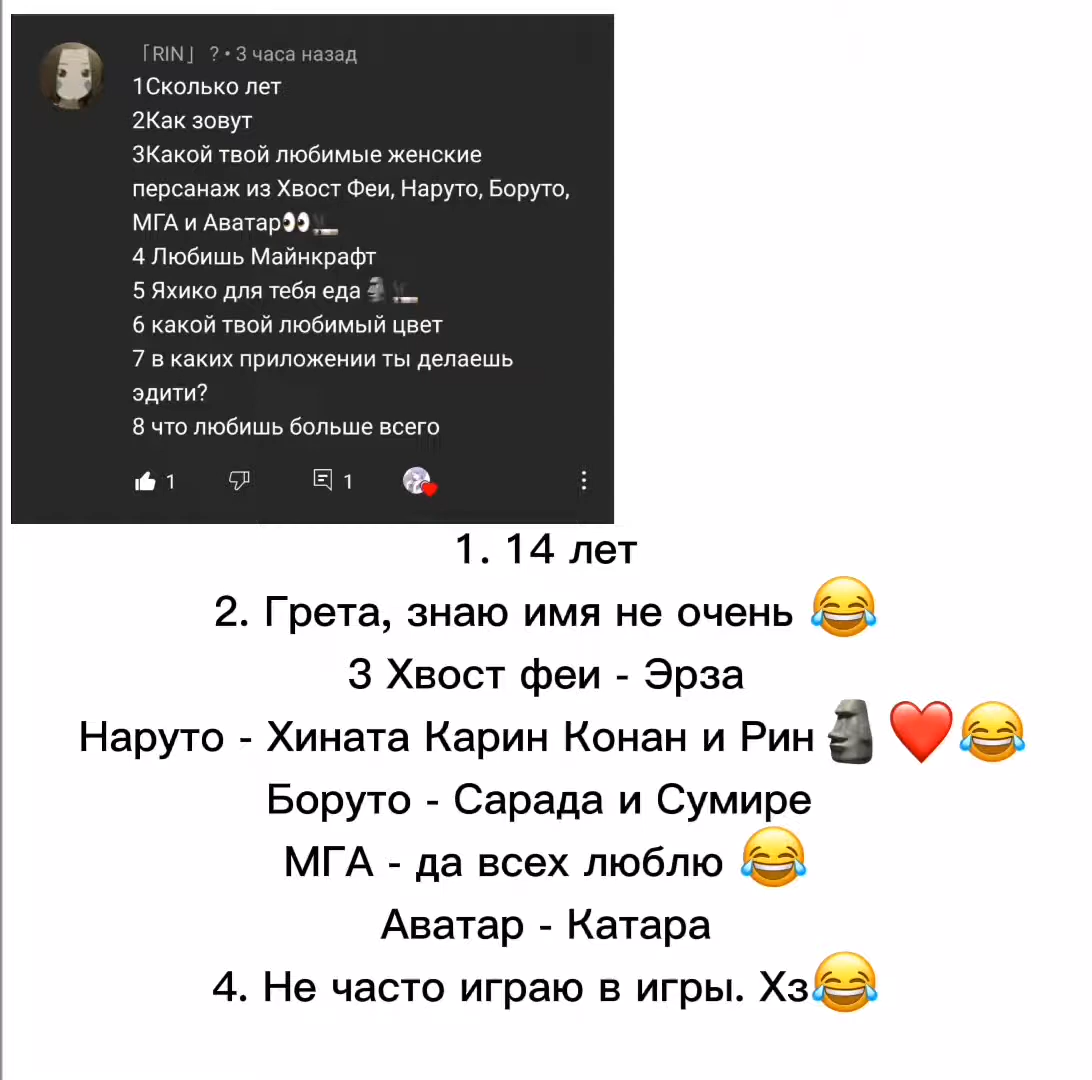 「RIN」 ? • 3 часа назад
1Сколько лет
2Как зовут
3Какой твой любимые женские
персанаж из Хвост Феи, Наруто, Боруто,
МГА и Аватар👀🚬
4 Любишь Майнкрафт
5 Яхико для тебя еда🗿🚬
6 какой твой любимый цвет
7 в каких приложении ты делаешь
эдити?
8 что любишь больше всего
1 1
1. 14 лет
2. Грета, знаю имя не очень 😂
3 Хвост феи - Эрза
Наруто - Хината Карин Конан и Рин🗿❤️😂
Боруто - Сарада и Сумире
МГА - да всех люблю 😂
Аватар - Катара
4. Не часто играю в игры. Хз😂